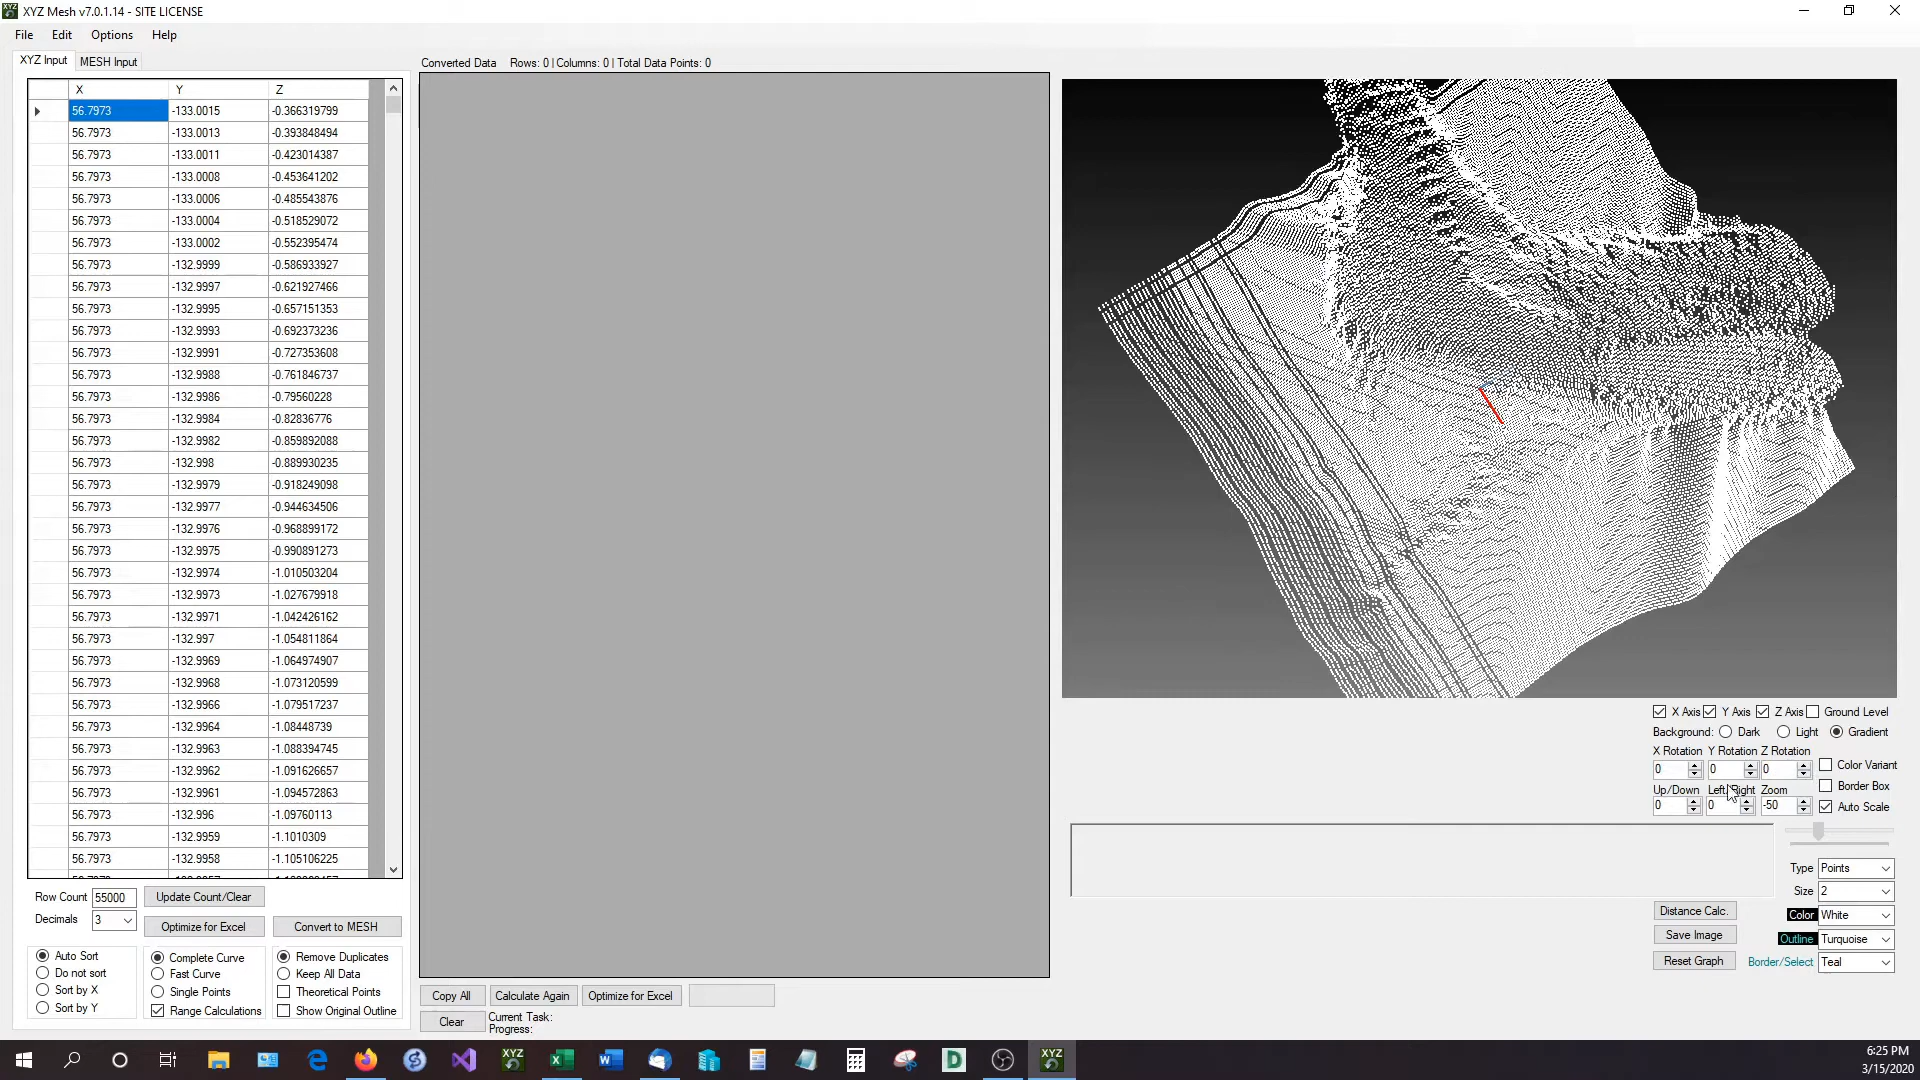 XYZ Mesh v7.0.1.14 - SITE LICENSE
File Edit Options Help
XYZ Input MESH Input
Converted Data Rows: 0 | Columns: 0 | Total Data Points: 0
X Y Z
56.7973 -133.0015 -0.366319799
56.7973 -133.0013 -0.393848494
56.7973 -133.0011 -0.423014387
56.7973 -133.0008 -0.453641202
56.7973 -133.0006 -0.485543876
56.7973 -133.0004 -0.518529072
56.7973 -133.0002 -0.552395474
56.7973 -132.9999 -0.586933927
56.7973 -132.9997 -0.621927466
56.7973 -132.9995 -0.657151353
56.7973 -132.9993 -0.692373236
56.7973 -132.9991 -0.727353608
56.7973 -132.9988 -0.761846737
56.7973 -132.9986 -0.79560228
56.7973 -132.9984 -0.82836776
56.7973 -132.9982 -0.859892088
56.7973 -132.998 -0.889930235
56.7973 -132.9979 -0.918249098
56.7973 -132.9977 -0.944634506
56.7973 -132.9976 -0.968899172
56.7973 -132.9975 -0.990891273
56.7973 -132.9974 -1.010503204
56.7973 -132.9973 -1.027679918
56.7973 -132.9971 -1.042426162
56.7973 -132.997 -1.054811864
56.7973 -132.9969 -1.064974907
56.7973 -132.9968 -1.073120599
56.7973 -132.9966 -1.079517237
56.7973 -132.9964 -1.08448739
56.7973 -132.9963 -1.088394745
56.7973 -132.9962 -1.091626657
56.7973 -132.9961 -1.094572863
56.7973 -132.996 -1.09760113
56.7973 -132.9959 -1.1010309
56.7973 -132.9958 -1.105106225
Row Count 55000 Update Count/Clear
Decimals 3 Optimize for Excel Convert to MESH
Auto Sort Complete Curve Remove Duplicates
Do not sort Fast Curve Keep All Data
Sort by X Single Points Theoretical Points
Sort by Y Range Calculations Show Original Outline
Copy All Calculate Again Optimize for Excel
Clear Current Task:
Progress:
X Axis Y Axis Z Axis Ground Level
Background: Dark Light Gradient
X Rotation Y Rotation Z Rotation
0 0 0 Color Variant
Up/Down Left/Right Zoom Border Box
0 0 -50 Auto Scale
Type Points
Size 2
Distance Calc. Color White
Save Image Outline Turquoise
Reset Graph Border/Select Teal
6:25 PM
3/15/2020